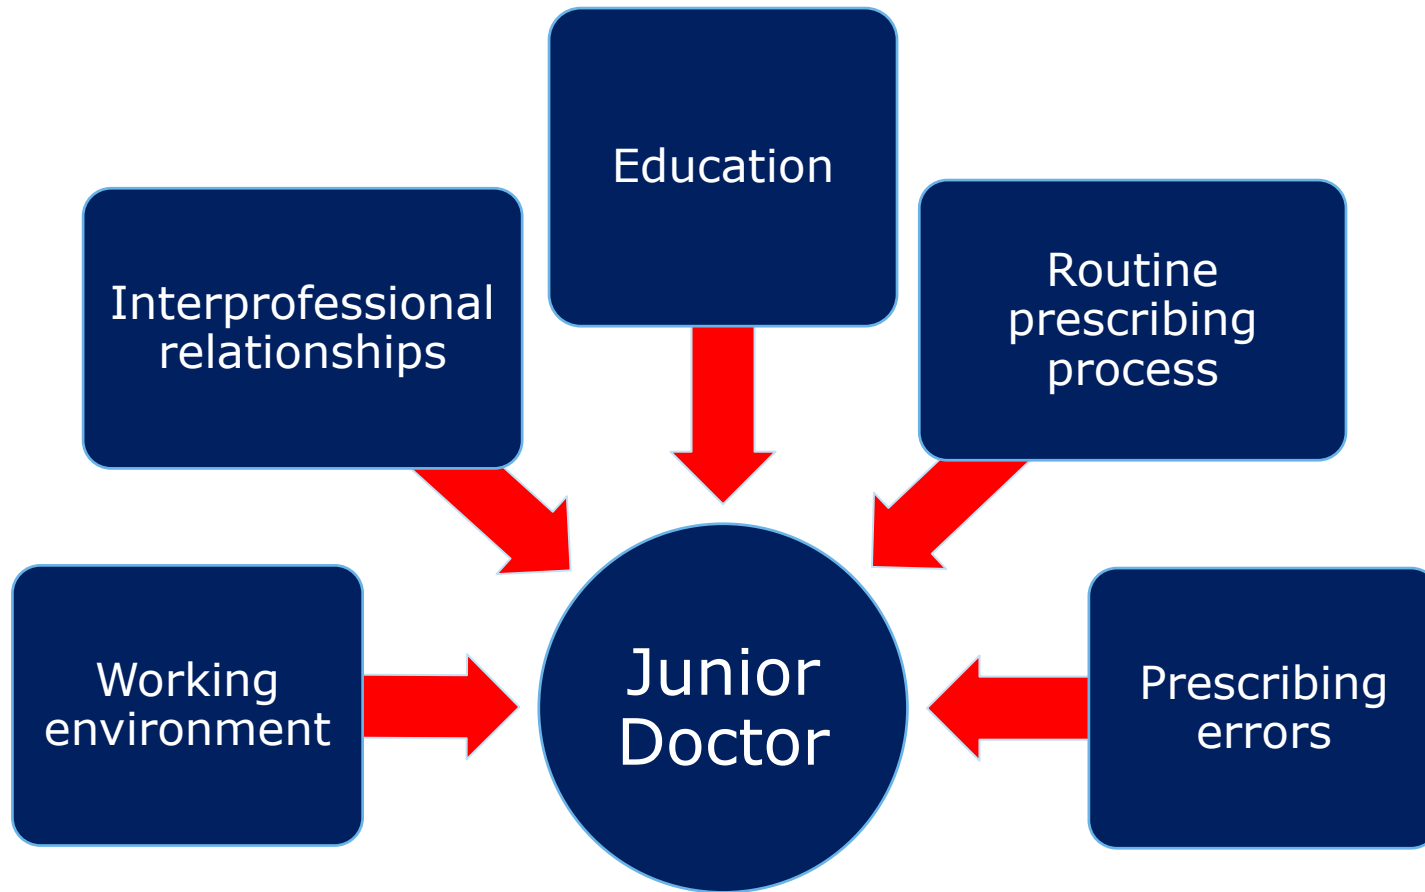 Education
Interprofessional
relationships
Routine
prescribing
process
Working
environment
Junior
Doctor
Prescribing
errors